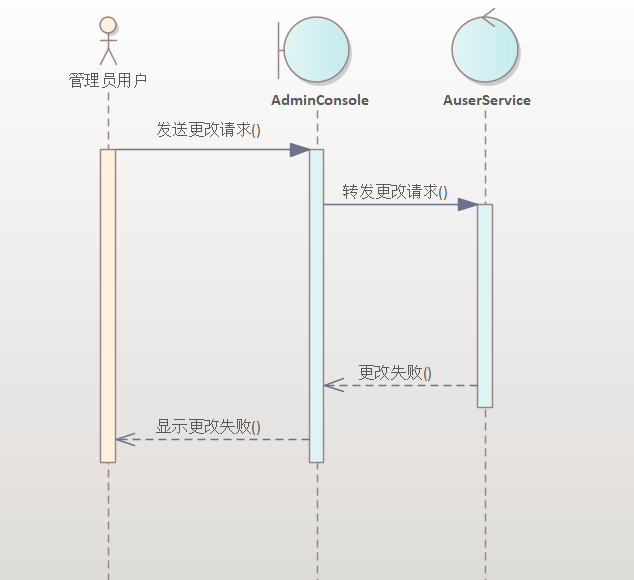 管理员用户
AdminConsole
AuserService
发送更改请求()
转发更改请求()
更改失败()
显示更改失败()